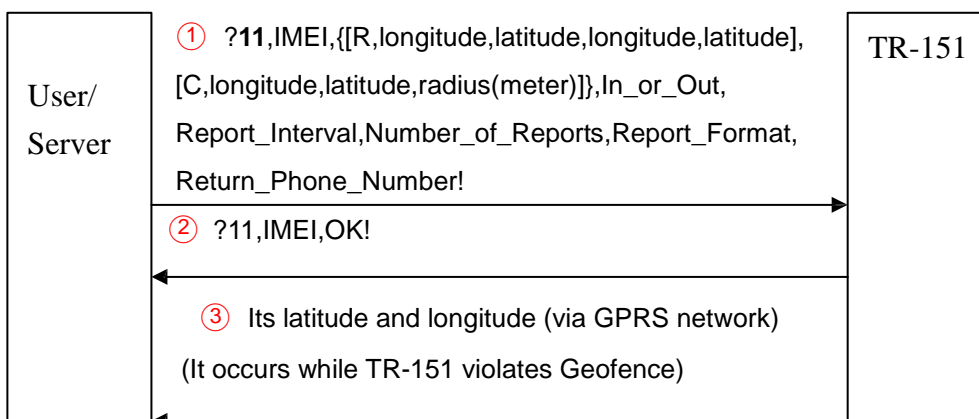 User/
Server
① ?11,IMEI,{[R,longitude,latitude,longitude,latitude],
[C,longitude,latitude,radius(meter)]},In_or_Out,
Report_Interval,Number_of_Reports,Report_Format,
Return_Phone_Number!
TR-151
② ?11,IMEI,OK!
③ Its latitude and longitude (via GPRS network)
(It occurs while TR-151 violates Geofence)